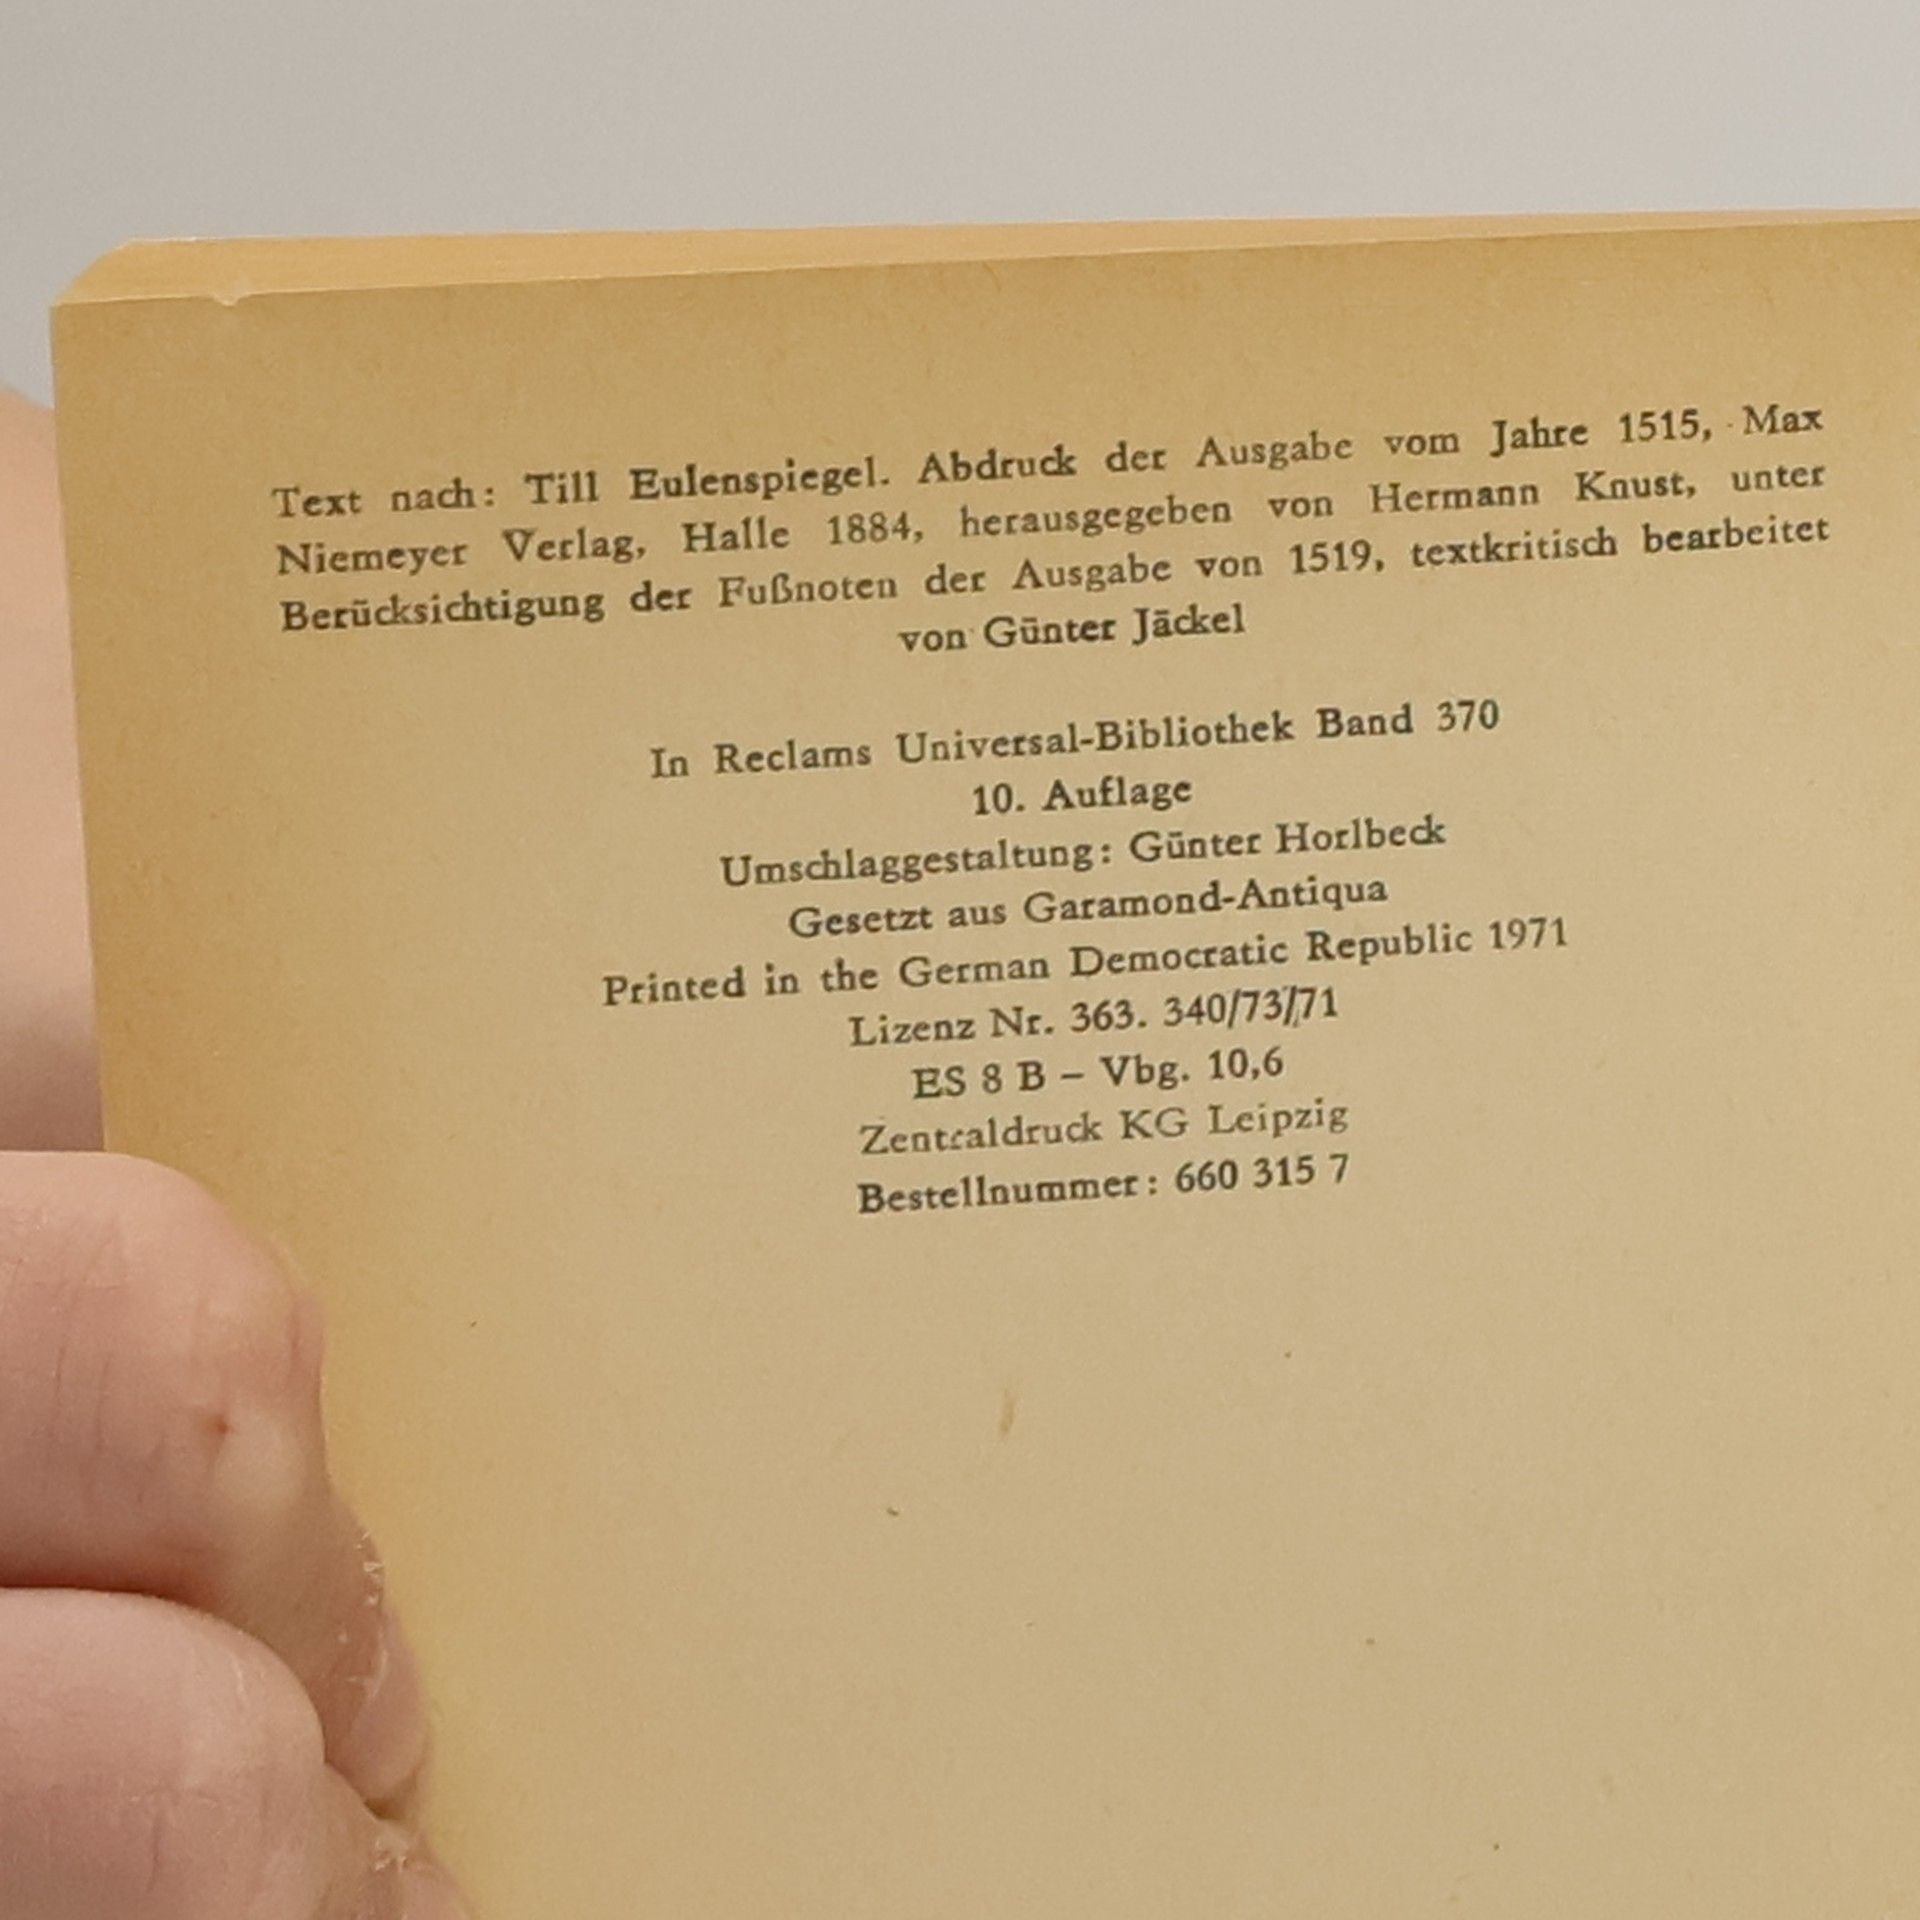 Text nach: Till Eulenspiegel. Abdruck der Ausgabe vom Jahre 1515, Max
Niemeyer Verlag, Halle 1884, herausgegeben von Hermann Knust, unter
Berücksichtigung der Fußnoten der Ausgabe von 1519, textkritisch bearbeitet
von Günter Jäckel
In Reclams Universal-Bibliothek Band 370
10. Auflage
Umschlaggestaltung: Günter Horlbeck
Gesetzt aus Garamond-Antiqua
Printed in the German Democratic Republic 1971
Lizenz Nr. 363. 340/73/71
ES 8 B – Vbg. 10,6
Zentraldruck KG Leipzig
Bestellnummer: 660 315 7